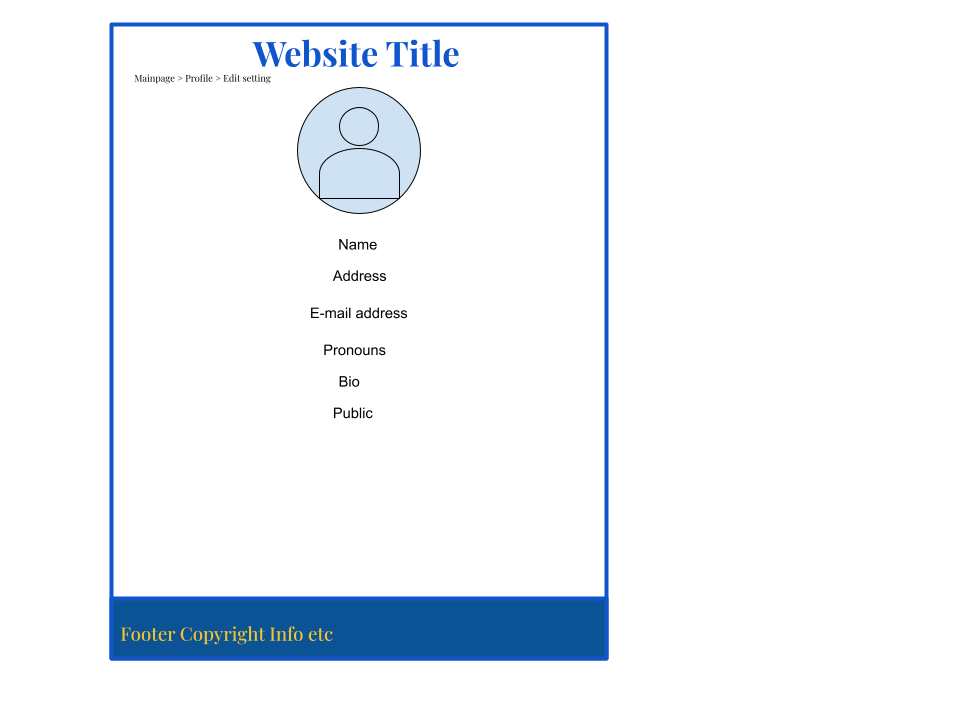 Website Title
Mainpage > Profile > Edit setting
Name
Address
E-mail address
Pronouns
Bio
Public
Footer Copyright Info etc